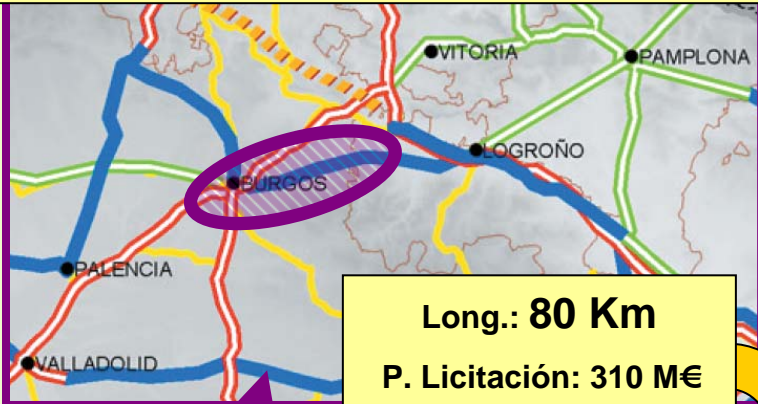 VITORIA
PAMPLONA
LOGROÑO
BURGOS
PALENCIA
VALLADOLID
Long.: 80 Km
P. Licitación: 310 M€